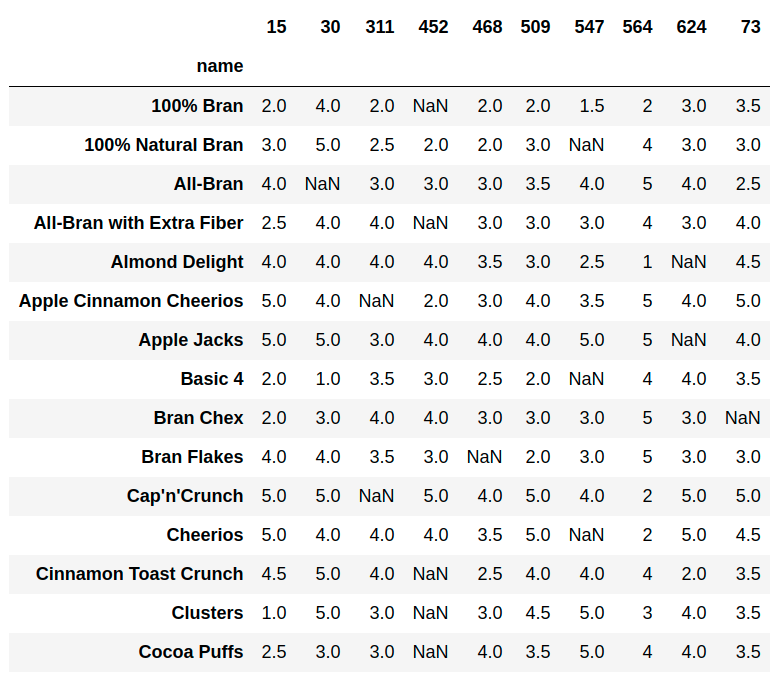 15 30 311 452 468 509 547 564 624 73
name
100% Bran 2.0 4.0 2.0 NaN 2.0 2.0 1.5 2 3.0 3.5
100% Natural Bran 3.0 5.0 2.5 2.0 2.0 3.0 NaN 4 3.0 3.0
All-Bran 4.0 NaN 3.0 3.0 3.0 3.5 4.0 5 4.0 2.5
All-Bran with Extra Fiber 2.5 4.0 4.0 NaN 3.0 3.0 3.0 4 3.0 4.0
Almond Delight 4.0 4.0 4.0 4.0 3.5 3.0 2.5 1 NaN 4.5
Apple Cinnamon Cheerios 5.0 4.0 NaN 2.0 3.0 4.0 3.5 5 4.0 5.0
Apple Jacks 5.0 5.0 3.0 4.0 4.0 4.0 5.0 5 NaN 4.0
Basic 4 2.0 1.0 3.5 3.0 2.5 2.0 NaN 4 4.0 3.5
Bran Chex 2.0 3.0 4.0 4.0 3.0 3.0 3.0 5 3.0 NaN
Bran Flakes 4.0 4.0 3.5 3.0 NaN 2.0 3.0 5 3.0 3.0
Cap'n'Crunch 5.0 5.0 NaN 5.0 4.0 5.0 4.0 2 5.0 5.0
Cheerios 5.0 4.0 4.0 4.0 3.5 5.0 NaN 2 5.0 4.5
Cinnamon Toast Crunch 4.5 5.0 4.0 NaN 2.5 4.0 4.0 4 2.0 3.5
Clusters 1.0 5.0 3.0 NaN 3.0 4.5 5.0 3 4.0 3.5
Cocoa Puffs 2.5 3.0 3.0 NaN 4.0 3.5 5.0 4 4.0 3.5